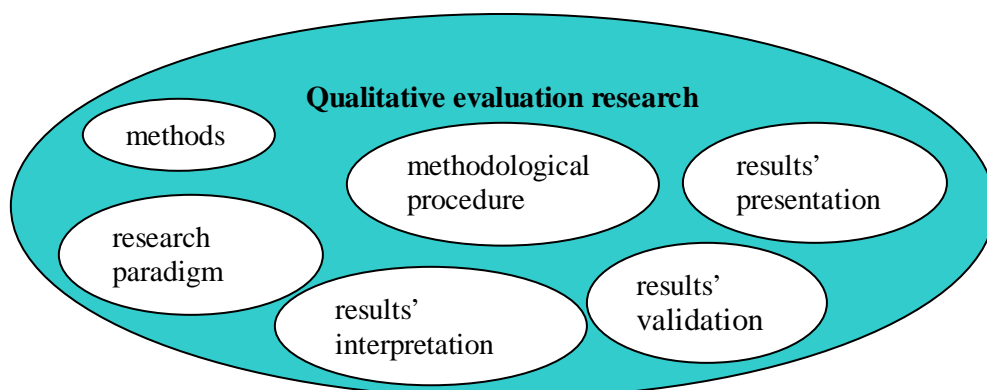 Qualitative evaluation research
methods
methodological
procedure
results’
presentation
research
paradigm
results’
interpretation
results’
validation